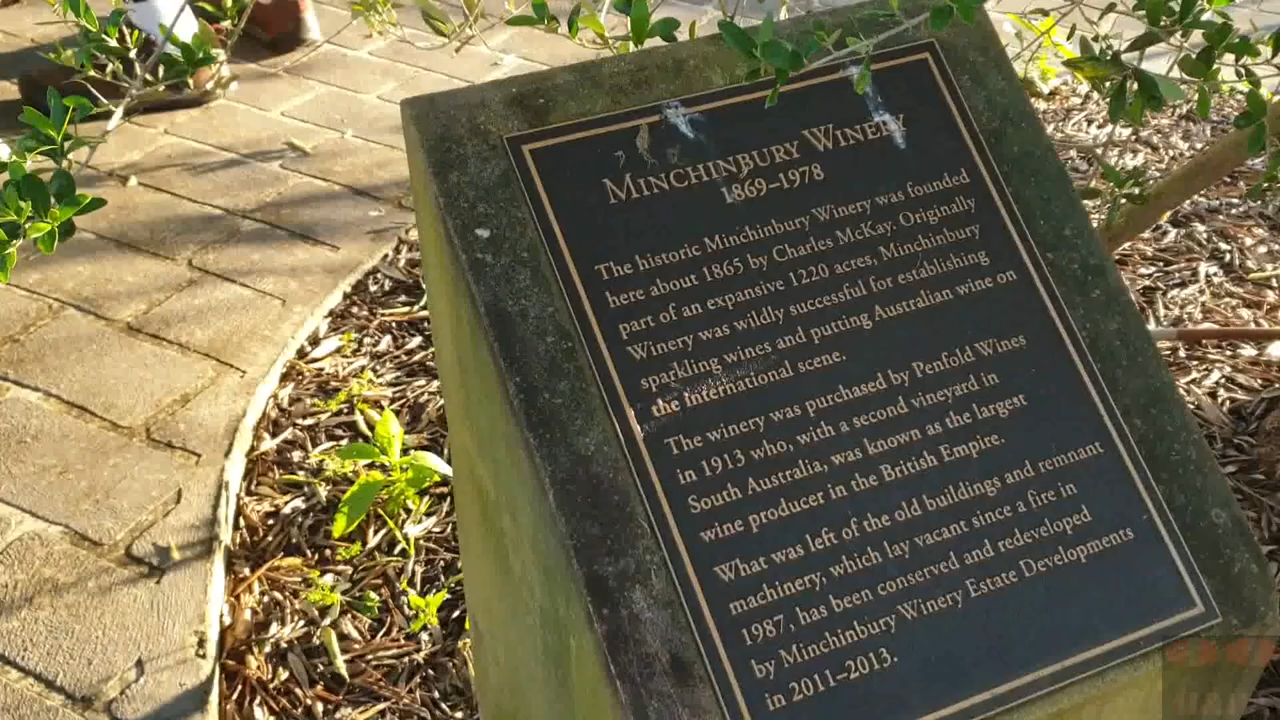 MINCHINBURY WINERY
1869–1978
The historic Minchinbury Winery was founded
here about 1865 by Charles McKay. Originally
part of an expansive 1220 acres, Minchinbury
Winery was wildly successful for establishing
sparkling wines and putting Australian wine on
the international scene.
The winery was purchased by Penfold Wines
in 1913 who, with a second vineyard in
South Australia, was known as the largest
wine producer in the British Empire.
What was left of the old buildings and remnant
machinery, which lay vacant since a fire in
1987, has been conserved and redeveloped
by Minchinbury Winery Estate Developments
in 2011–2013.